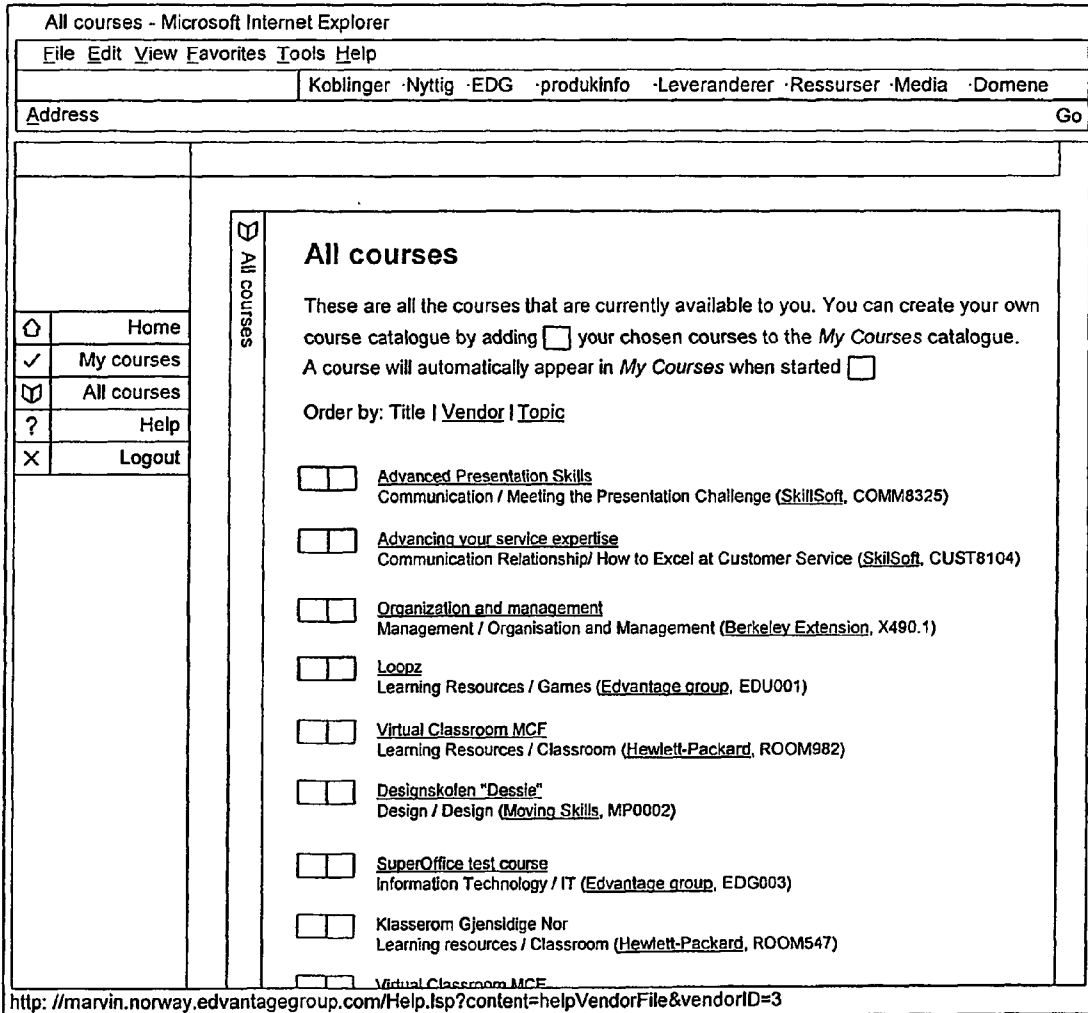 All courses - Microsoft Internet Explorer
File Edit View Favorites Tools Help
Koblinger ·Nyttig ·EDG ·produkinfo ·Leveranderer ·Ressurser ·Media ·Domene
Address Go
All courses
All courses
These are all the courses that are currently available to you. You can create your own
course catalogue by adding your chosen courses to the My Courses catalogue.
A course will automatically appear in My Courses when started
Home
My courses
All courses
? Help
Logout
Order by: Title | Vendor | Topic
Advanced Presentation Skills
Communication / Meeting the Presentation Challenge (SkillSoft, COMM8325)
Advancing your service expertise
Communication Relationship/ How to Excel at Customer Service (SkilSoft, CUST8104)
Organization and management
Management / Organisation and Management (Berkeley Extension, X490.1)
Loopz
Learning Resources / Games (Edvantage group, EDU001)
Virtual Classroom MCF
Learning Resources / Classroom (Hewlett-Packard, ROOM982)
Designskolen "Dessie"
Design / Design (Moving Skills, MP0002)
SuperOffice test course
Information Technology / IT (Edvantage group, EDG003)
Klasserom Gjensidige Nor
Learning resources / Classroom (Hewlett-Packard, ROOM547)
Virtual Classroom MCF
http: //marvin.norway.edvantagegroup.com/Help.lsp?content=helpVendorFile&vendorID=3